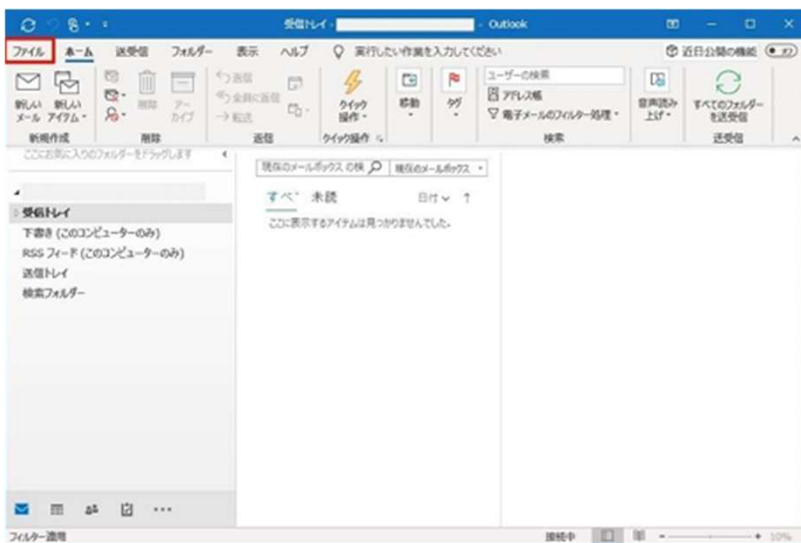 受信トレイ - - Outlook
ファイル ホーム 送受信 フォルダー 表示 ヘルプ 実行したい作業を入力してください 近日公開の機能 オフ
新しいメール
新しいアイテム
削除
アーカイブ
返信
全員に返信
転送
クイック操作
移動
タグ
ユーザーの検索
アドレス帳
電子メールのフィルター処理
音声読み上げ
すべてのフォルダーを送受信
新規作成 削除 返信 クイック操作 検索 送受信
ここにお気に入りのフォルダーをドラッグします
現在のメールボックス の検 現在のメールボックス
すべ 未読 日付 ↑
ここに表示するアイテムは見つかりませんでした。
受信トレイ
下書き (このコンピューターのみ)
RSS フィード (このコンピューターのみ)
送信トレイ
検索フォルダー
フィルター適用 接続中 10%